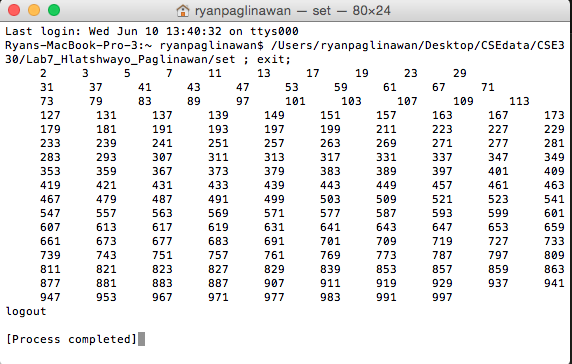 ryanpaglinawan — set — 80×24
Last login: Wed Jun 10 13:40:32 on ttys000
Ryans-MacBook-Pro-3:~ ryanpaglinawan$ /Users/ryanpaglinawan/Desktop/CSEdata/CSE3
30/Lab7_Hlatshwayo_Paglinawan/set ; exit;
2 3 5 7 11 13 17 19 23 29
31 37 41 43 47 53 59 61 67 71
73 79 83 89 97 101 103 107 109 113
127 131 137 139 149 151 157 163 167 173
179 181 191 193 197 199 211 223 227 229
233 239 241 251 257 263 269 271 277 281
283 293 307 311 313 317 331 337 347 349
353 359 367 373 379 383 389 397 401 409
419 421 431 433 439 443 449 457 461 463
467 479 487 491 499 503 509 521 523 541
547 557 563 569 571 577 587 593 599 601
607 613 617 619 631 641 643 647 653 659
661 673 677 683 691 701 709 719 727 733
739 743 751 757 761 769 773 787 797 809
811 821 823 827 829 839 853 857 859 863
877 881 883 887 907 911 919 929 937 941
947 953 967 971 977 983 991 997
logout
[Process completed]